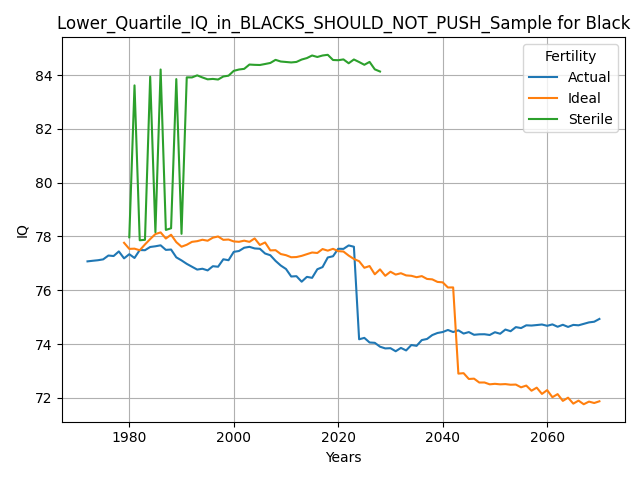 Lower_Quartile_IQ_in_BLACKS_SHOULD_NOT_PUSH_Sample for Black
Fertility
Actual
Ideal
Sterile
IQ
84
82
80
78
76
74
72
1980 2000 2020 2040 2060
Years